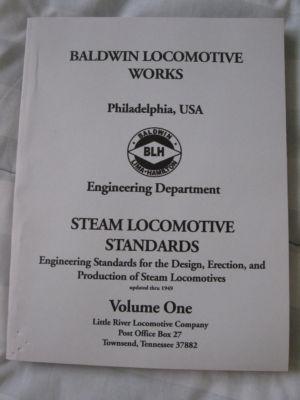 BALDWIN LOCOMOTIVE
WORKS
Philadelphia, USA
BALDWIN
BLH
LIMA-HAMILTON
Engineering Department
STEAM LOCOMOTIVE
STANDARDS
Engineering Standards for the Design, Erection, and
Production of Steam Locomotives
updated thru 1949
Volume One
Little River Locomotive Company
Post Office Box 27
Townsend, Tennessee 37882